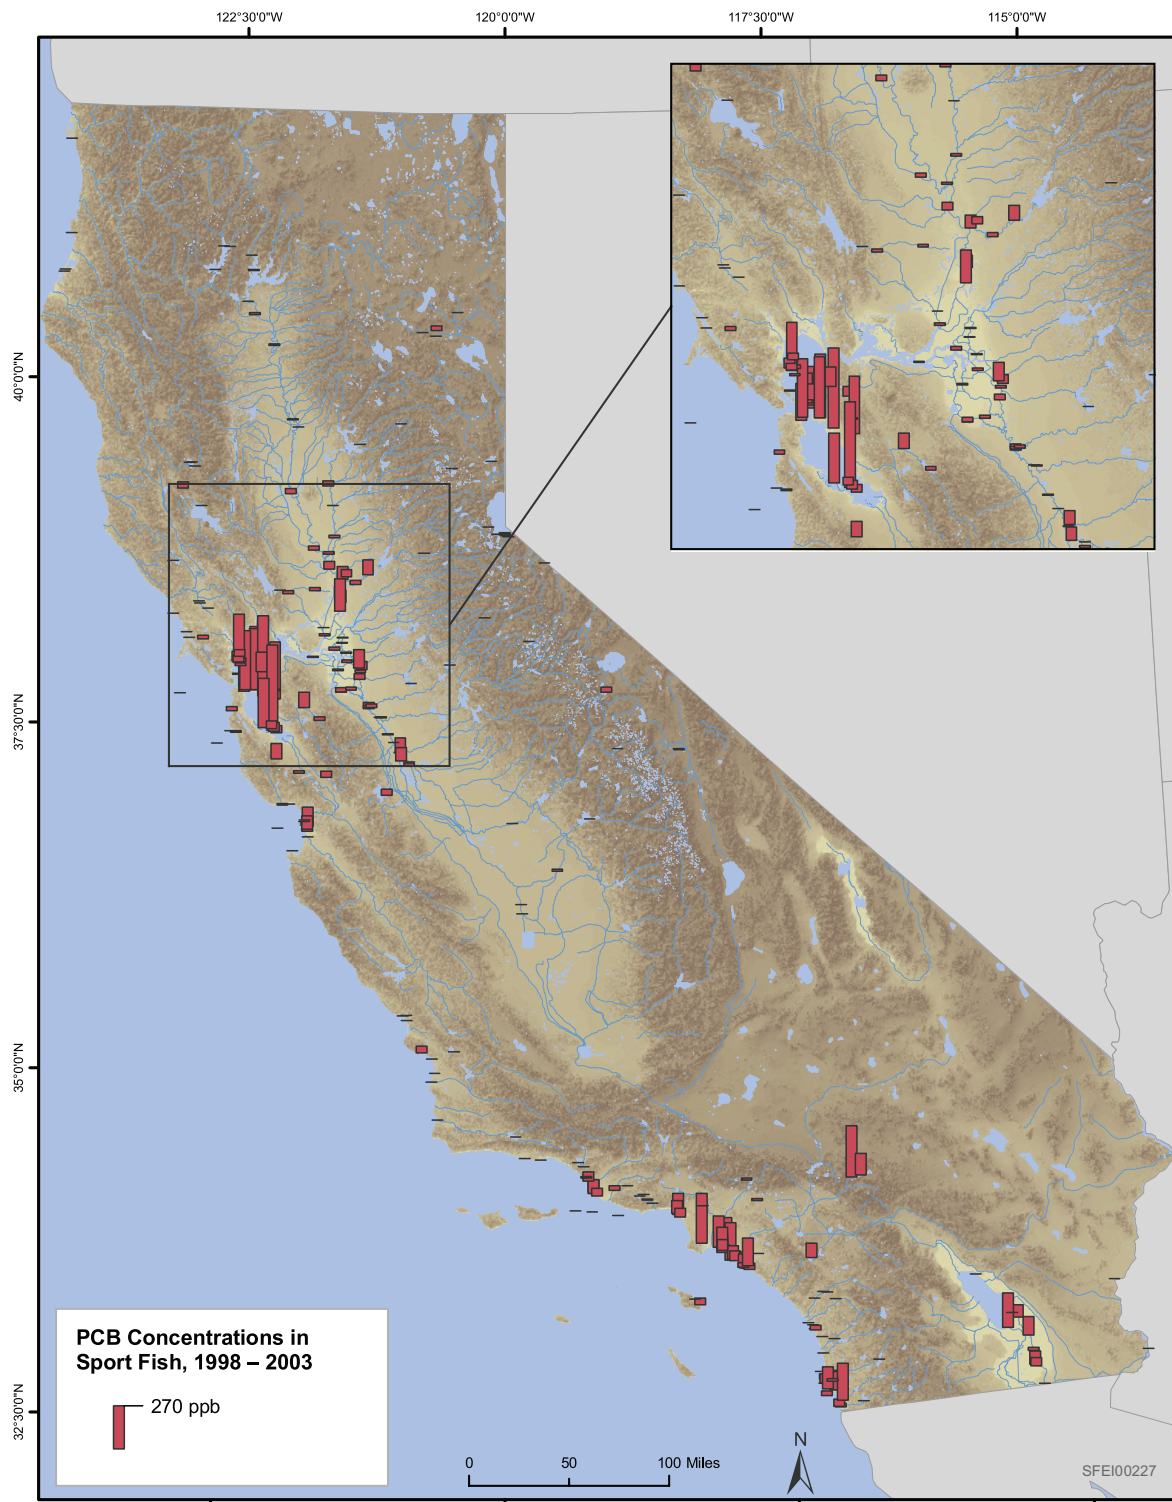 122°30'0"W
120°0'0"W
117°30'0"W
115°0'0"W
40°0'0"N
37°30'0"N
35°0'0"N
32°30'0"N
PCB Concentrations in
Sport Fish, 1998 – 2003
270 ppb
0 50 100 Miles
N
SFEI00227